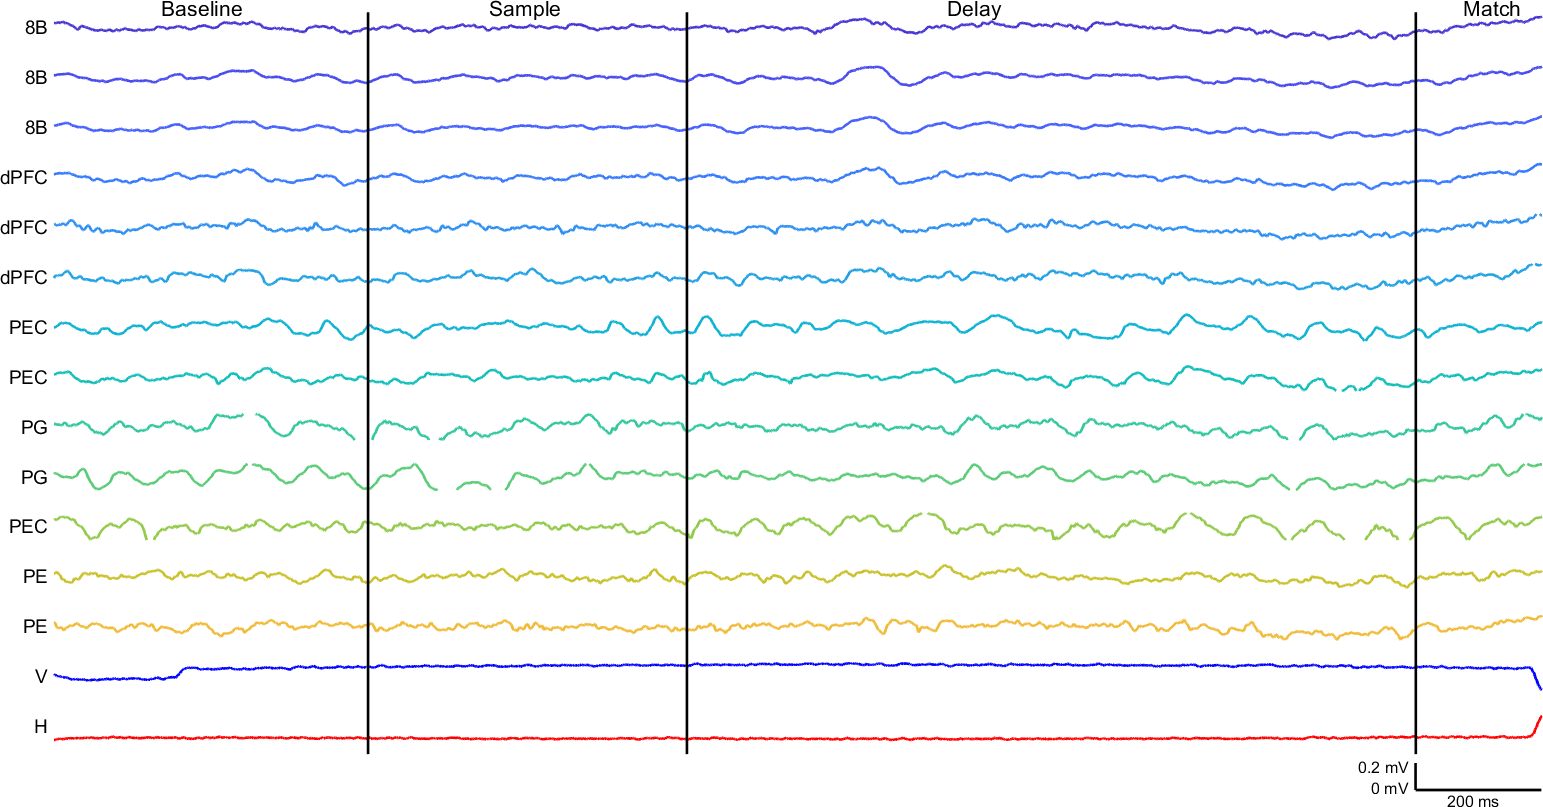 Baseline Sample Delay Match
8B
8B
8B
dPFC
dPFC
dPFC
PEC
PEC
PG
PG
PEC
PE
PE
V
H
0.2 mV
0 mV
200 ms